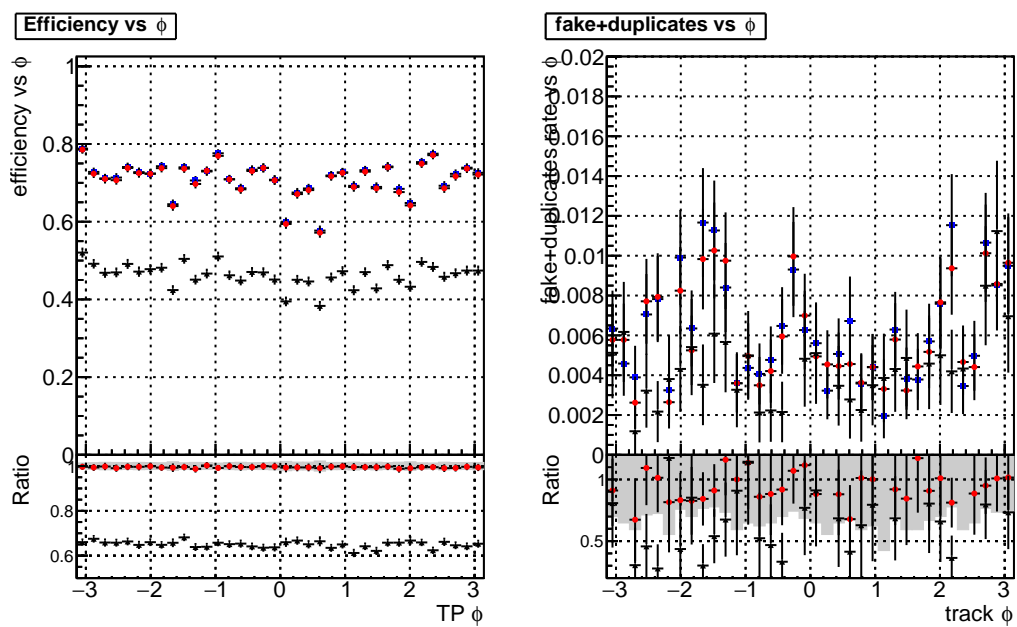 Efficiency vs ϕ
efficiency vs ϕ
1
0.8
0.6
0.4
0.2
0
Ratio
1
0.8
0.6
−3 −2 −1 0 1 2 3
TP ϕ
fake+duplicates vs ϕ
fake+duplicates rate vs ϕ
0.02
0.018
0.016
0.014
0.012
0.01
0.008
0.006
0.004
0.002
0
Ratio
1
0.5
−3 −2 −1 0 1 2 3
track ϕ